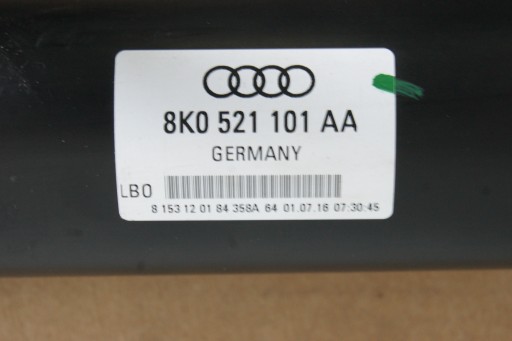 8K0 521 101 AA
GERMANY
LBO
8 153 12 01 84 358A 64 01.07.16 07:30:45